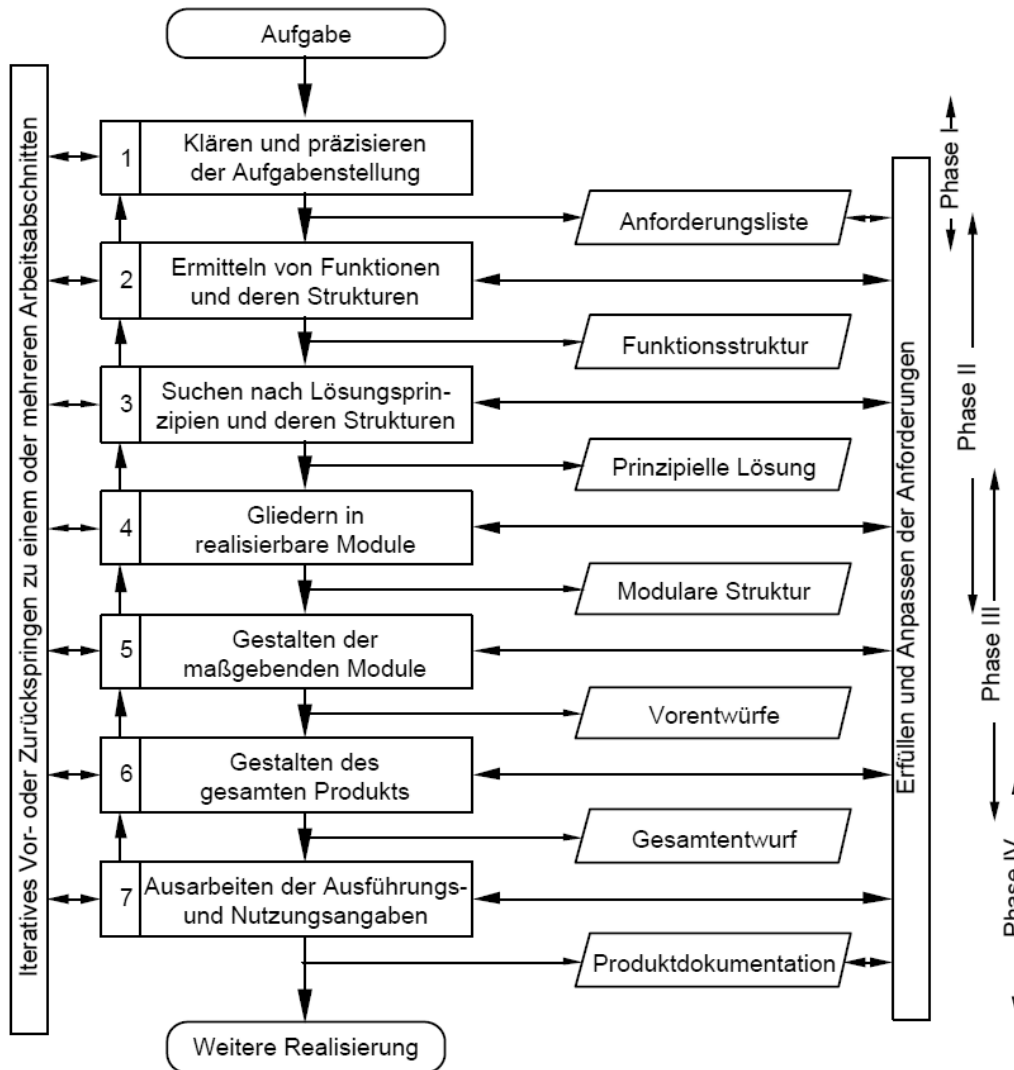 Aufgabe
Iteratives Vor- oder Zurückspringen zu einem oder mehreren Arbeitsabschnitten
1
Klären und präzisieren
der Aufgabenstellung
Anforderungsliste
2
Ermitteln von Funktionen
und deren Strukturen
Funktionsstruktur
3
Suchen nach Lösungsprin-
zipien und deren Strukturen
Prinzipielle Lösung
4
Gliedern in
realisierbare Module
Modulare Struktur
5
Gestalten der
maßgebenden Module
Vorentwürfe
6
Gestalten des
gesamten Produkts
Gesamtentwurf
7
Ausarbeiten der Ausführungs-
und Nutzungsangaben
Produktdokumentation
Weitere Realisierung
Erfüllen und Anpassen der Anforderungen
Phase I
Phase II
Phase III
Phase IV